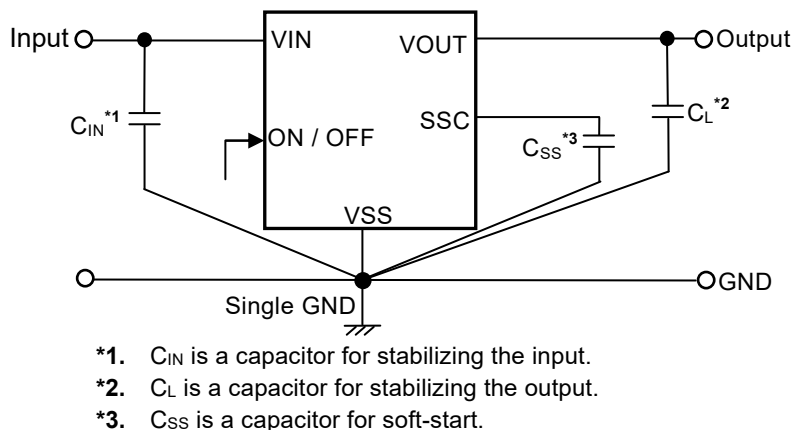 Input
VIN
VOUT
Output
C_IN*1
ON / OFF
SSC
C_SS*3
C_L*2
VSS
Single GND
GND
*1. C_IN is a capacitor for stabilizing the input.
*2. C_L is a capacitor for stabilizing the output.
*3. C_SS is a capacitor for soft-start.